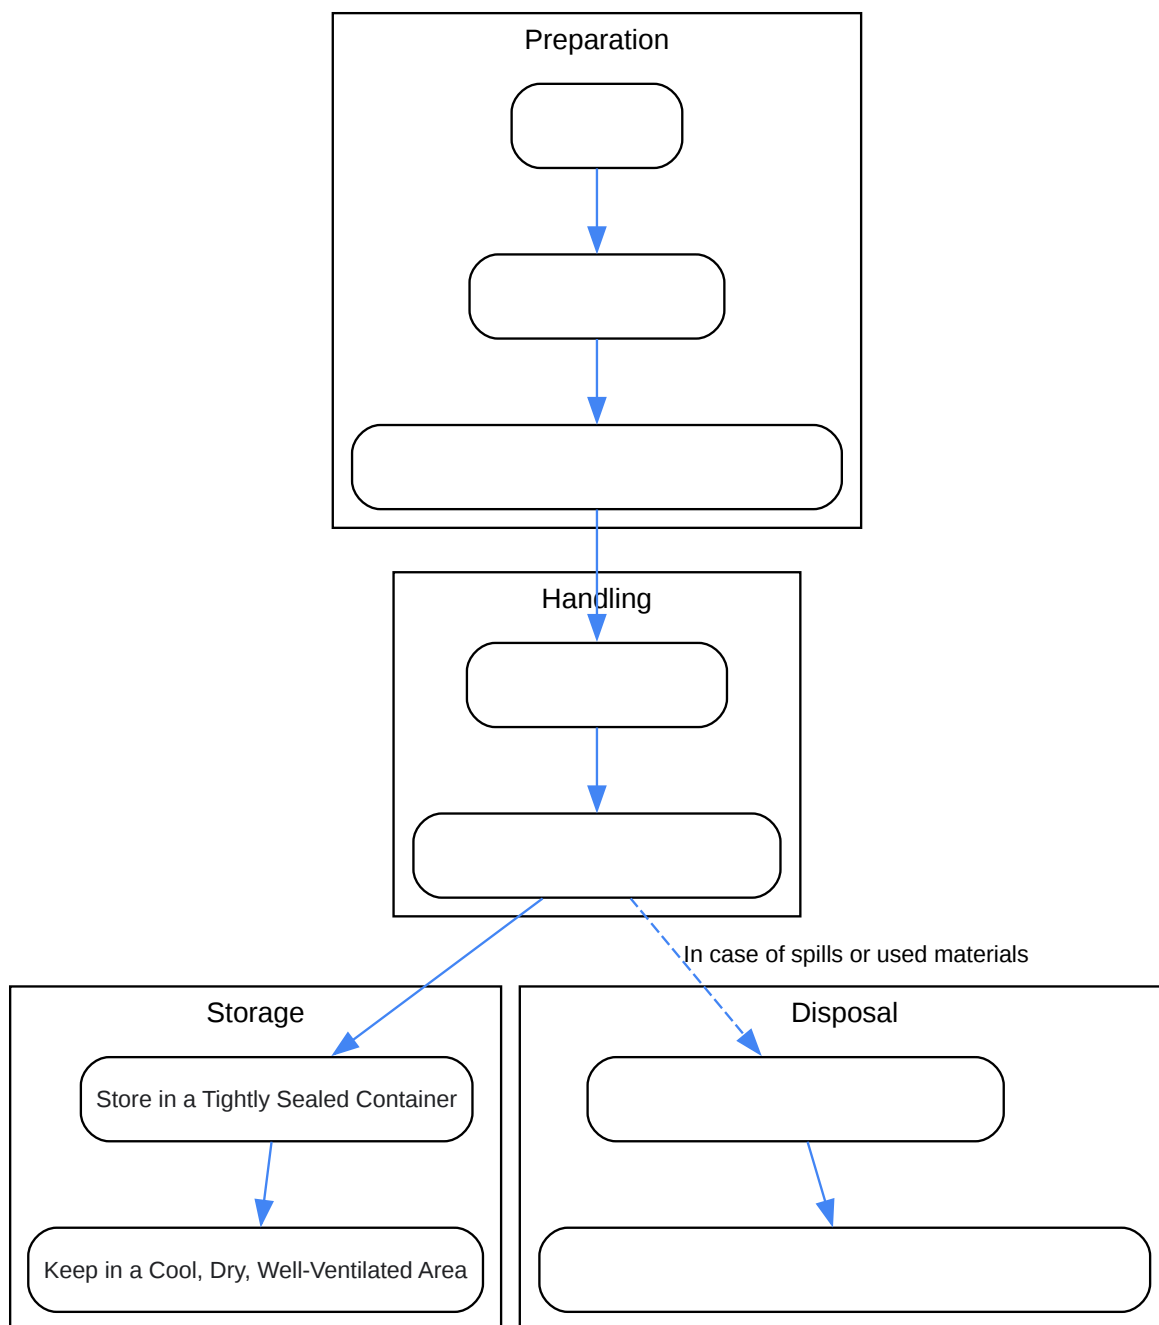 Preparation
Handling
In case of spills or used materials
Storage
Disposal
Store in a Tightly Sealed Container
Keep in a Cool, Dry, Well-Ventilated Area